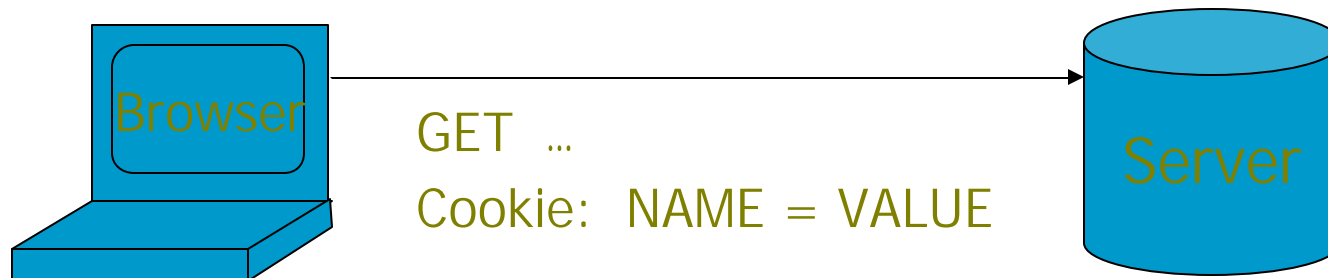 Browser
GET ...
Cookie: NAME = VALUE
Server